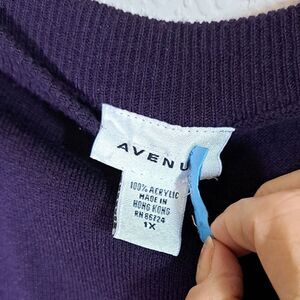 AVENU
100% ACRYLIC
MADE IN
HONG KONG
RN 86724
1X